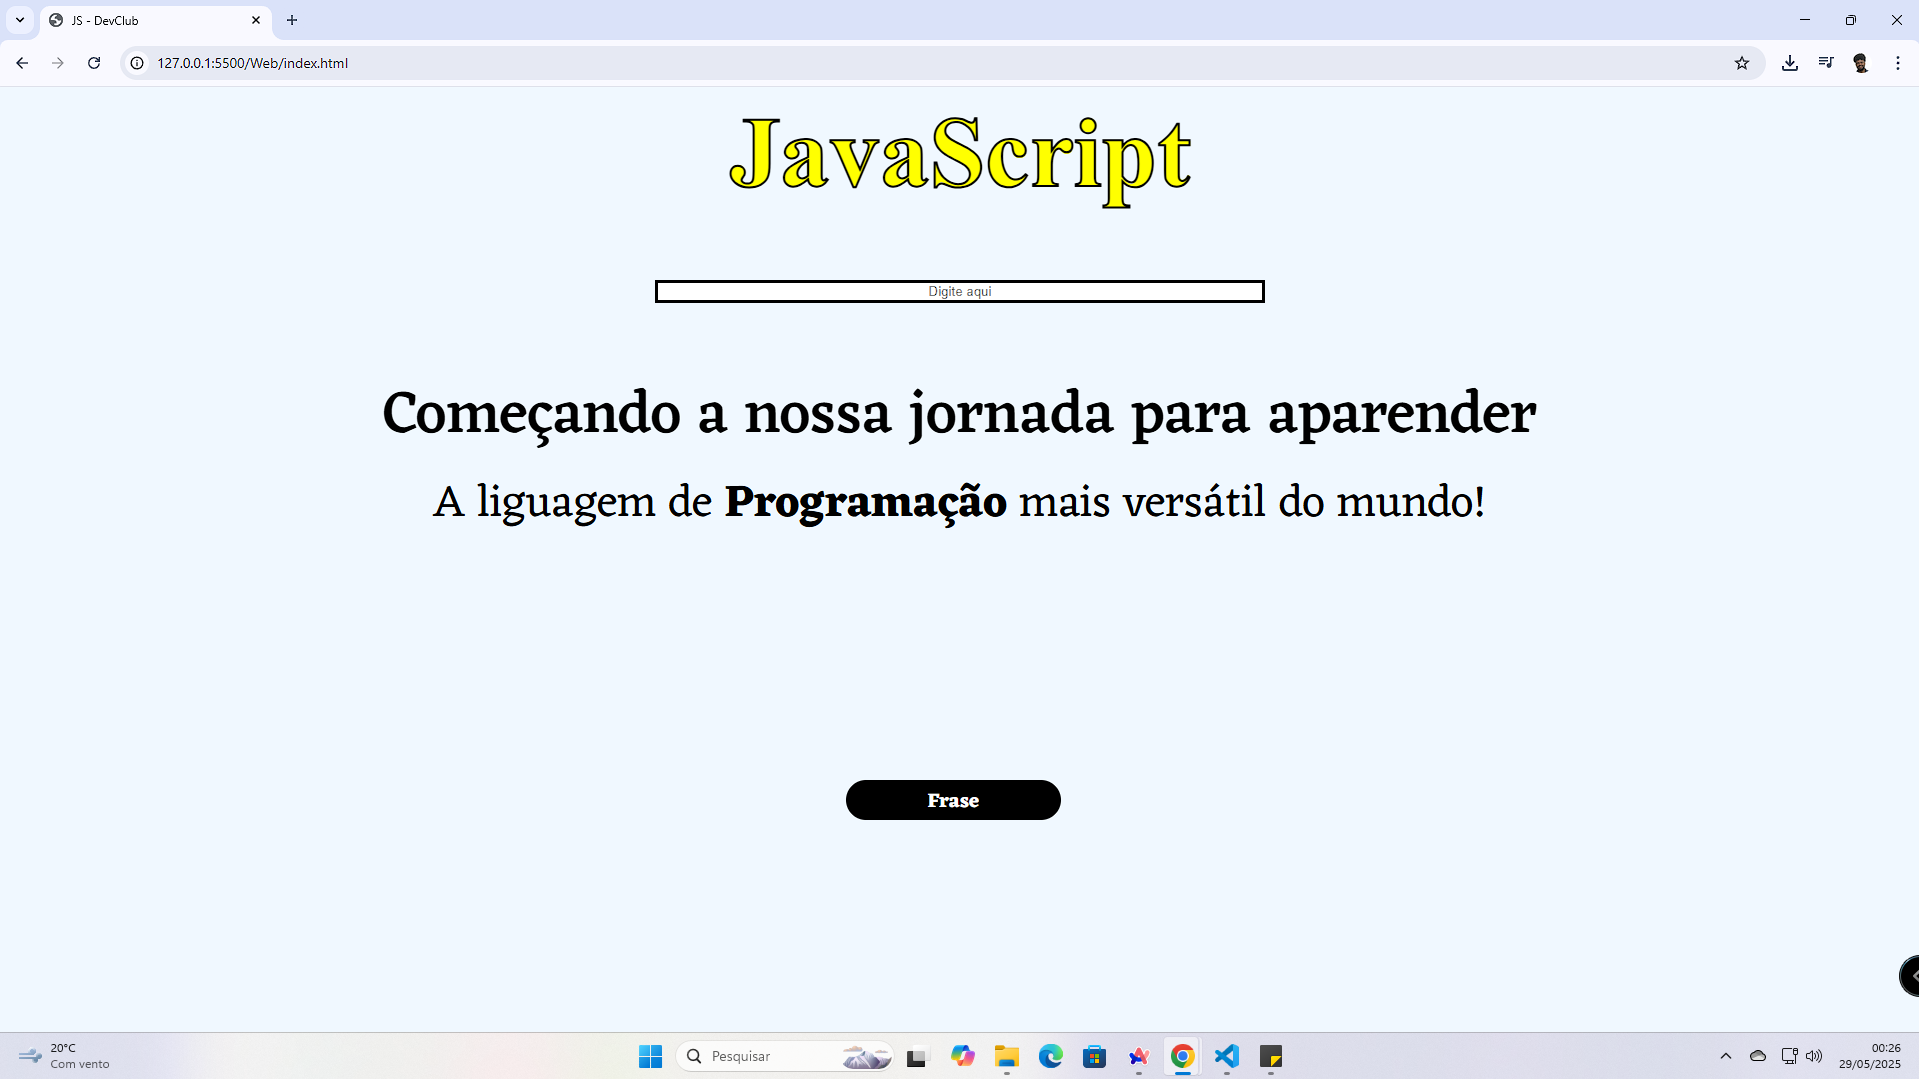 JS - DevClub
127.0.0.1:5500/Web/index.html
JavaScript
Digite aqui
Começando a nossa jornada para aparender
A liguagem de Programação mais versátil do mundo!
Frase
20°C
Com vento
Pesquisar
00:26
29/05/2025